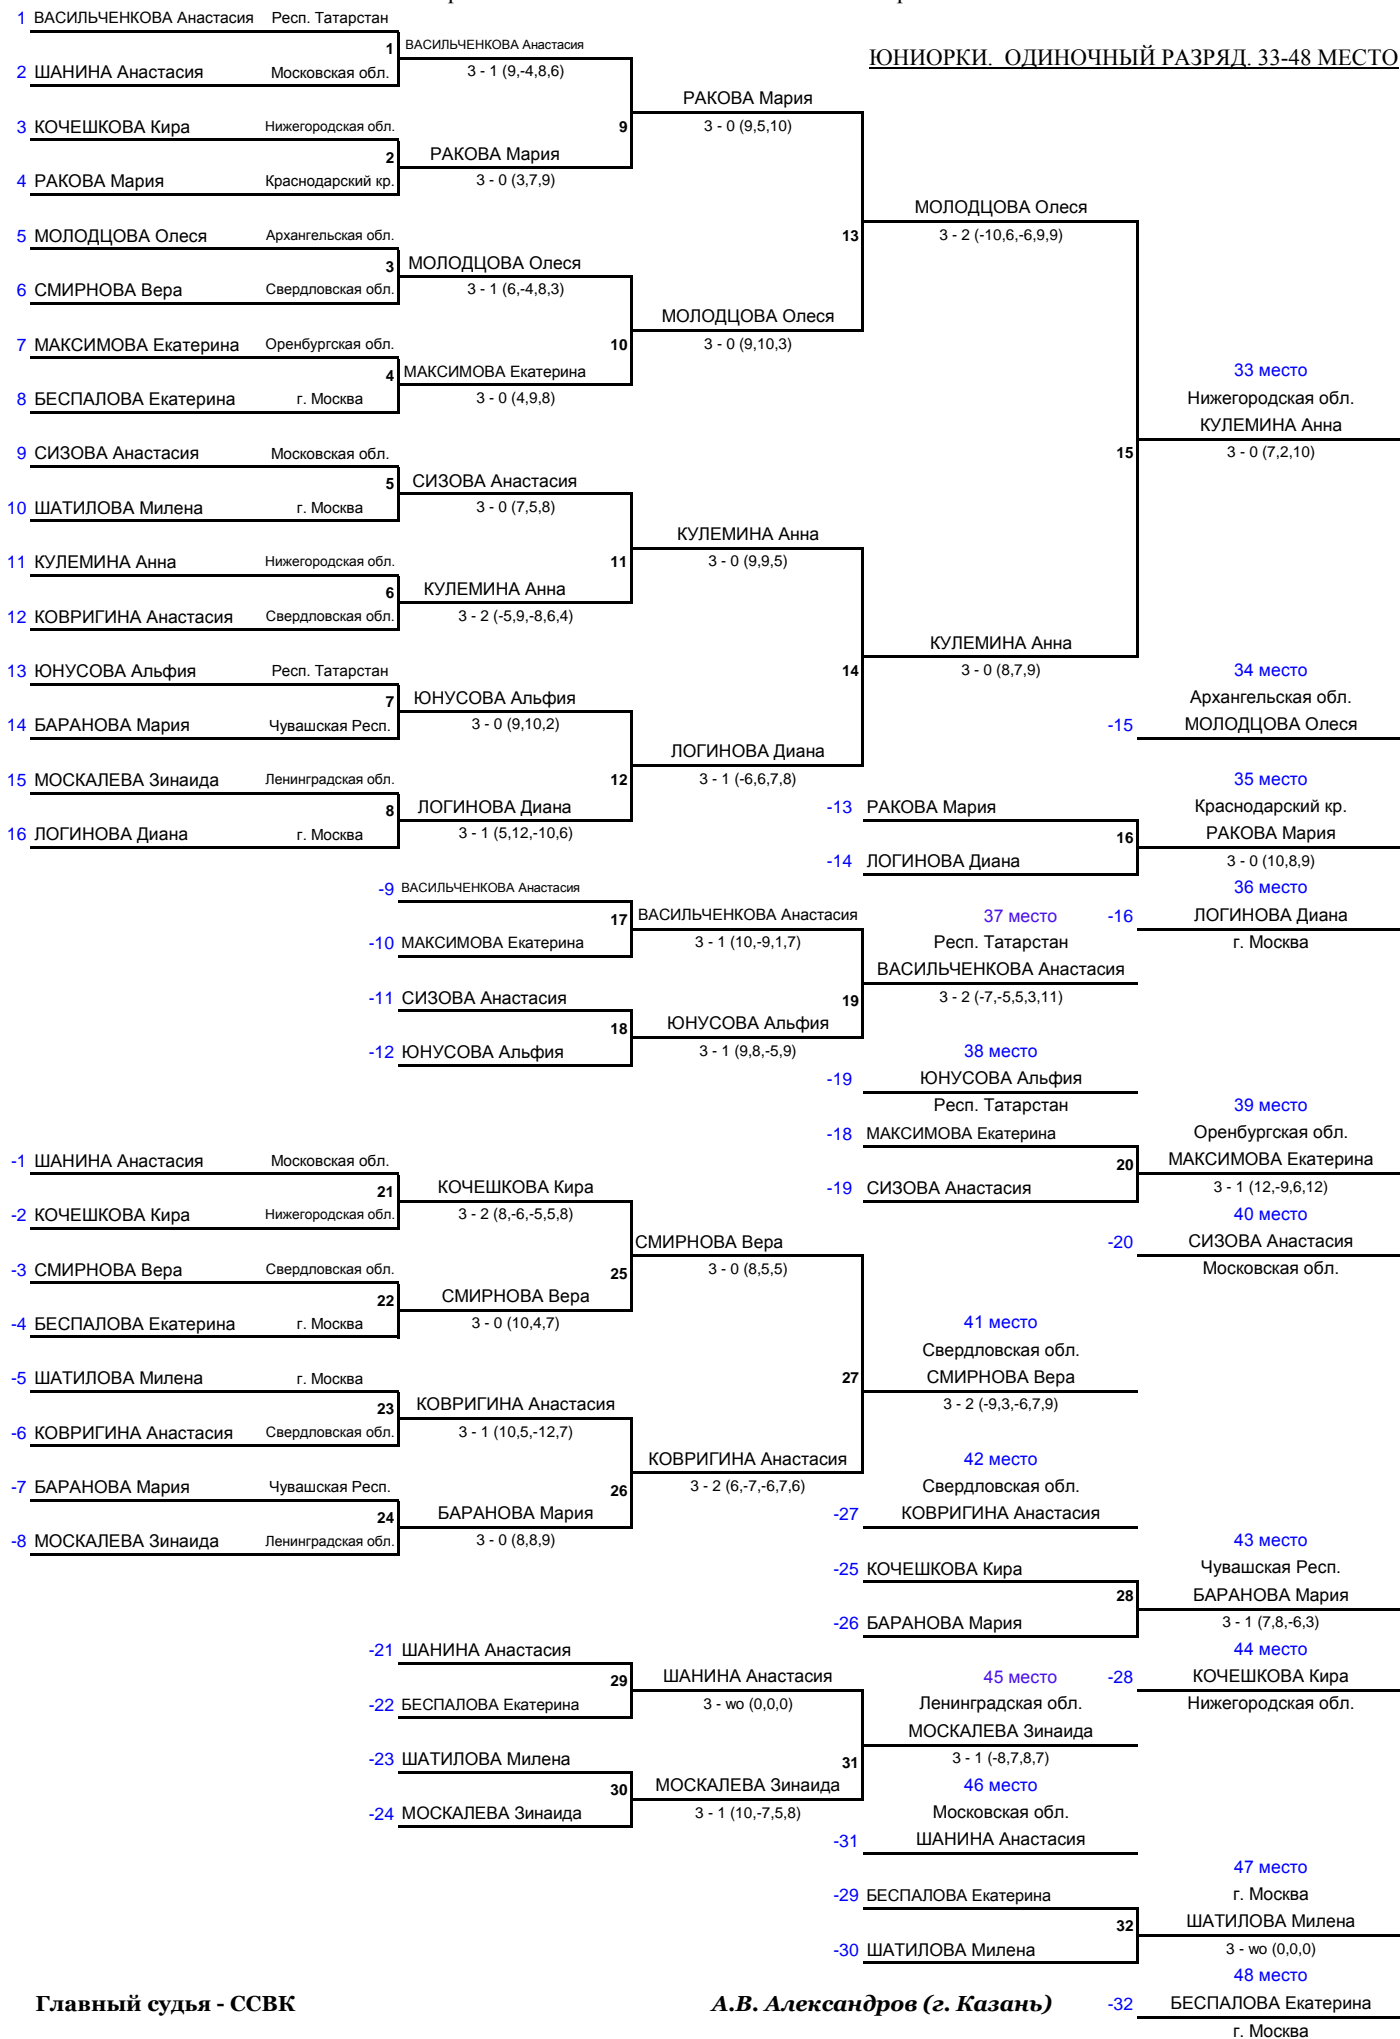 1 ВАСИЛЬЧЕНКОВА Анастасия Респ. Татарстан
1 ВАСИЛЬЧЕНКОВА Анастасия
ЮНИОРКИ. ОДИНОЧНЫЙ РАЗРЯД. 33-48 МЕСТО
2 ШАНИНА Анастасия Московская обл. 3 - 1 (9,-4,8,6)
РАКОВА Мария
3 КОЧЕШКОВА Кира Нижегородская обл. 9 3 - 0 (9,5,10)
2 РАКОВА Мария
4 РАКОВА Мария Краснодарский кр. 3 - 0 (3,7,9)
МОЛОДЦОВА Олеся
5 МОЛОДЦОВА Олеся Архангельская обл. 13 3 - 2 (-10,6,-6,9,9)
3 МОЛОДЦОВА Олеся
6 СМИРНОВА Вера Свердловская обл. 3 - 1 (6,-4,8,3)
МОЛОДЦОВА Олеся
7 МАКСИМОВА Екатерина Оренбургская обл. 10 3 - 0 (9,10,3)
4 МАКСИМОВА Екатерина 33 место
8 БЕСПАЛОВА Екатерина г. Москва 3 - 0 (4,9,8) Нижегородская обл.
КУЛЕМИНА Анна
9 СИЗОВА Анастасия Московская обл. 15 3 - 0 (7,2,10)
5 СИЗОВА Анастасия
10 ШАТИЛОВА Милена г. Москва 3 - 0 (7,5,8)
КУЛЕМИНА Анна
11 КУЛЕМИНА Анна Нижегородская обл. 11 3 - 0 (9,9,5)
6 КУЛЕМИНА Анна
12 КОВРИГИНА Анастасия Свердловская обл. 3 - 2 (-5,9,-8,6,4)
КУЛЕМИНА Анна
13 ЮНУСОВА Альфия Респ. Татарстан 14 3 - 0 (8,7,9) 34 место
7 ЮНУСОВА Альфия Архангельская обл.
14 БАРАНОВА Мария Чувашская Респ. 3 - 0 (9,10,2) -15 МОЛОДЦОВА Олеся
ЛОГИНОВА Диана
15 МОСКАЛЕВА Зинаида Ленинградская обл. 12 3 - 1 (-6,6,7,8) 35 место
8 ЛОГИНОВА Диана -13 РАКОВА Мария Краснодарский кр.
16 ЛОГИНОВА Диана г. Москва 3 - 1 (5,12,-10,6) 16 РАКОВА Мария
-14 ЛОГИНОВА Диана 3 - 0 (10,8,9)
-9 ВАСИЛЬЧЕНКОВА Анастасия 36 место
17 ВАСИЛЬЧЕНКОВА Анастасия 37 место -16 ЛОГИНОВА Диана
-10 МАКСИМОВА Екатерина 3 - 1 (10,-9,1,7) Респ. Татарстан г. Москва
ВАСИЛЬЧЕНКОВА Анастасия
-11 СИЗОВА Анастасия 19 3 - 2 (-7,-5,5,3,11)
18 ЮНУСОВА Альфия
-12 ЮНУСОВА Альфия 3 - 1 (9,8,-5,9) 38 место
-19 ЮНУСОВА Альфия
Респ. Татарстан 39 место
-18 МАКСИМОВА Екатерина Оренбургская обл.
-1 ШАНИНА Анастасия Московская обл. 20 МАКСИМОВА Екатерина
21 КОЧЕШКОВА Кира -19 СИЗОВА Анастасия 3 - 1 (12,-9,6,12)
-2 КОЧЕШКОВА Кира Нижегородская обл. 3 - 2 (8,-6,-5,5,8) 40 место
СМИРНОВА Вера -20 СИЗОВА Анастасия
-3 СМИРНОВА Вера Свердловская обл. 25 3 - 0 (8,5,5) Московская обл.
22 СМИРНОВА Вера
-4 БЕСПАЛОВА Екатерина г. Москва 3 - 0 (10,4,7) 41 место
Свердловская обл.
-5 ШАТИЛОВА Милена г. Москва 27 СМИРНОВА Вера
23 КОВРИГИНА Анастасия 3 - 2 (-9,3,-6,7,9)
-6 КОВРИГИНА Анастасия Свердловская обл. 3 - 1 (10,5,-12,7)
КОВРИГИНА Анастасия 42 место
-7 БАРАНОВА Мария Чувашская Респ. 26 3 - 2 (6,-7,-6,7,6) Свердловская обл.
24 БАРАНОВА Мария -27 КОВРИГИНА Анастасия
-8 МОСКАЛЕВА Зинаида Ленинградская обл. 3 - 0 (8,8,9) 43 место
-25 КОЧЕШКОВА Кира Чувашская Респ.
28 БАРАНОВА Мария
-26 БАРАНОВА Мария 3 - 1 (7,8,-6,3)
-21 ШАНИНА Анастасия 44 место
29 ШАНИНА Анастасия 45 место -28 КОЧЕШКОВА Кира
-22 БЕСПАЛОВА Екатерина 3 - wo (0,0,0) Ленинградская обл. Нижегородская обл.
МОСКАЛЕВА Зинаида
-23 ШАТИЛОВА Милена 31 3 - 1 (-8,7,8,7)
30 МОСКАЛЕВА Зинаида 46 место
-24 МОСКАЛЕВА Зинаида 3 - 1 (10,-7,5,8) Московская обл.
-31 ШАНИНА Анастасия
47 место
-29 БЕСПАЛОВА Екатерина г. Москва
32 ШАТИЛОВА Милена
-30 ШАТИЛОВА Милена 3 - wo (0,0,0)
48 место
Главный судья - ССВК А.В. Александров (г. Казань) -32 БЕСПАЛОВА Екатерина
г. Москва